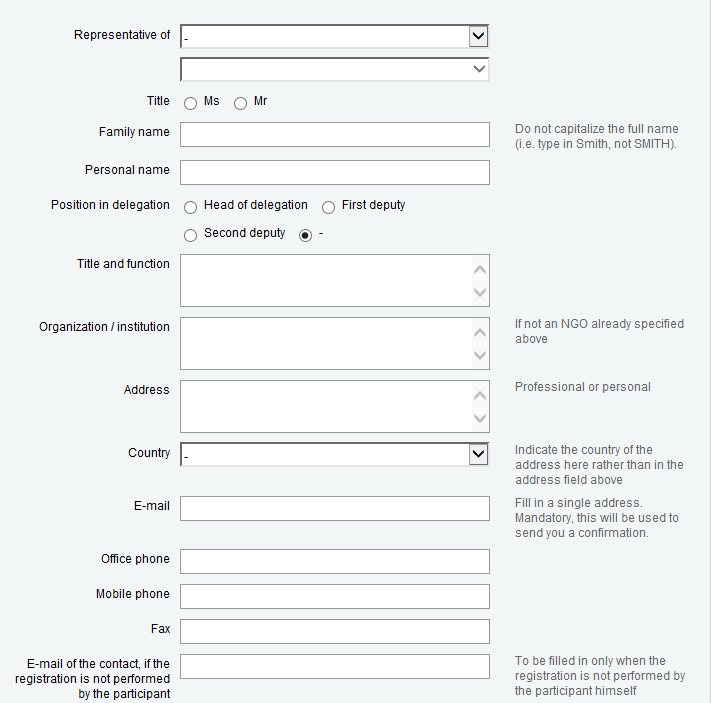 Representative of
-
Title Ms Mr
Family name
Do not capitalize the full name
(i.e. type in Smith, not SMITH).
Personal name
Position in delegation Head of delegation First deputy
Second deputy -
Title and function
Organization / institution
If not an NGO already specified
above
Address
Professional or personal
Country
-
Indicate the country of the
address here rather than in the
address field above
E-mail
Fill in a single address.
Mandatory, this will be used to
send you a confirmation.
Office phone
Mobile phone
Fax
E-mail of the contact, if the
registration is not performed
by the participant
To be filled in only when the
registration is not performed by
the participant himself